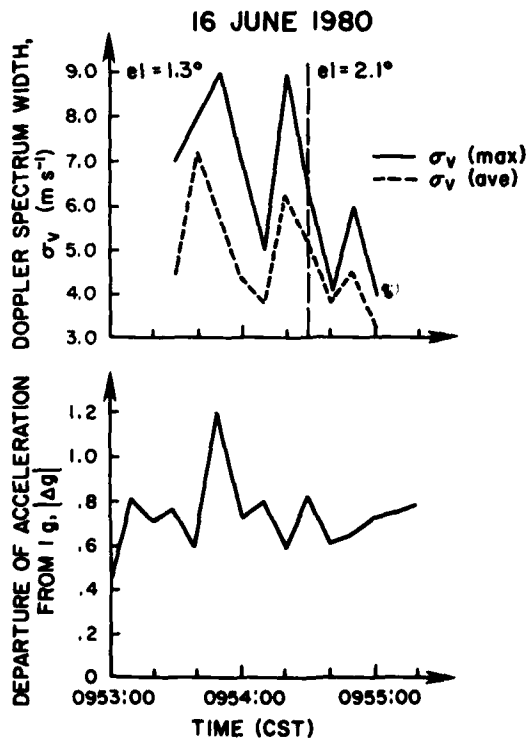 16 JUNE 1980
DOPPLER SPECTRUM WIDTH,
σv (m s⁻¹)
9.0
8.0
7.0
6.0
5.0
4.0
3.0
el = 1.3°
el = 2.1°
σv (max)
σv (ave)
DEPARTURE OF ACCELERATION
FROM 1 g, |Δg|
1.2
1.0
.8
.6
.4
.2
0
0953:00
0954:00
0955:00
TIME (CST)